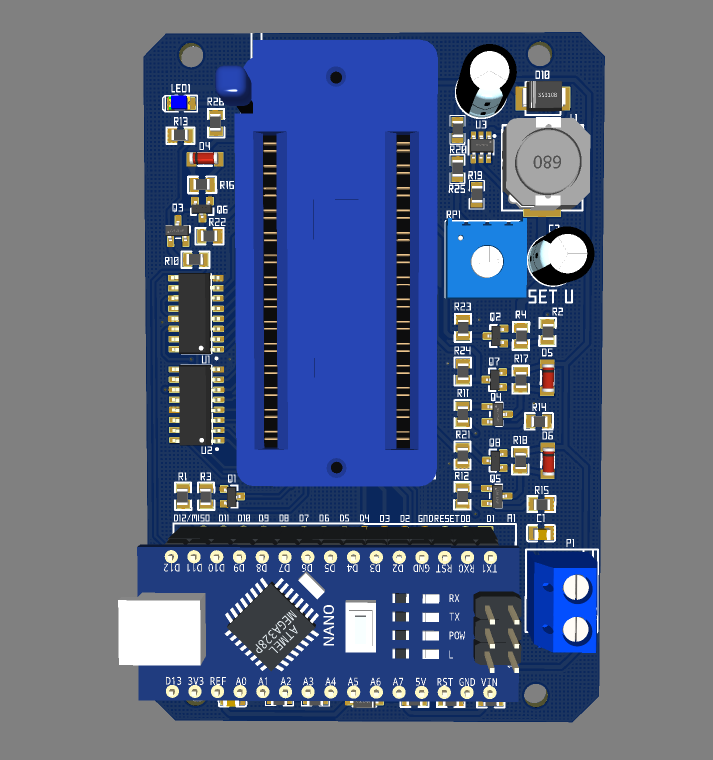 LED1
R26
R13
D4
R16
Q3
Q6
R22
R10
U1
U2
R1
R3
Q1
D10
U3
R20
R25
R19
089
RP1
SET U
R23
Q2
R4
R2
R24
Q7
R17
D5
R11
Q4
R14
R21
Q8
R18
D6
R12
Q5
R15
C1
P1
D12/MISO D11 D10 D9 D8 D7 D6 D5 D4 D3 D2 GND RESET D0 D1 A1
D12 D11 D10 D9 D8 D7 D6 D5 D4 D3 D2 GND RST RX0 TX1
ATMEL
MEGA328P
NANO
RX
TX
POW
L
D13 3V3 REF A0 A1 A2 A3 A4 A5 A6 A7 5V RST GND VIN